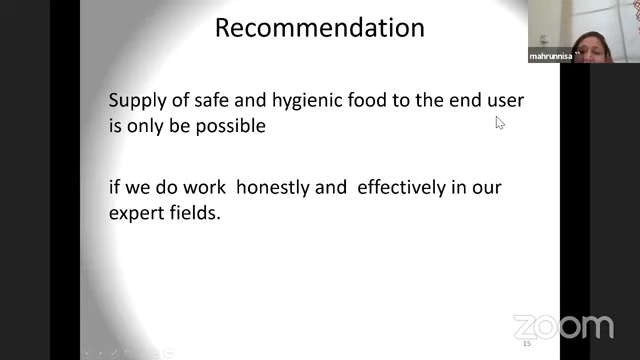 Recommendation
mahrunnisa
Supply of safe and hygienic food to the end user
is only be possible
if we do work honestly and effectively in our
expert fields.
15
zoom